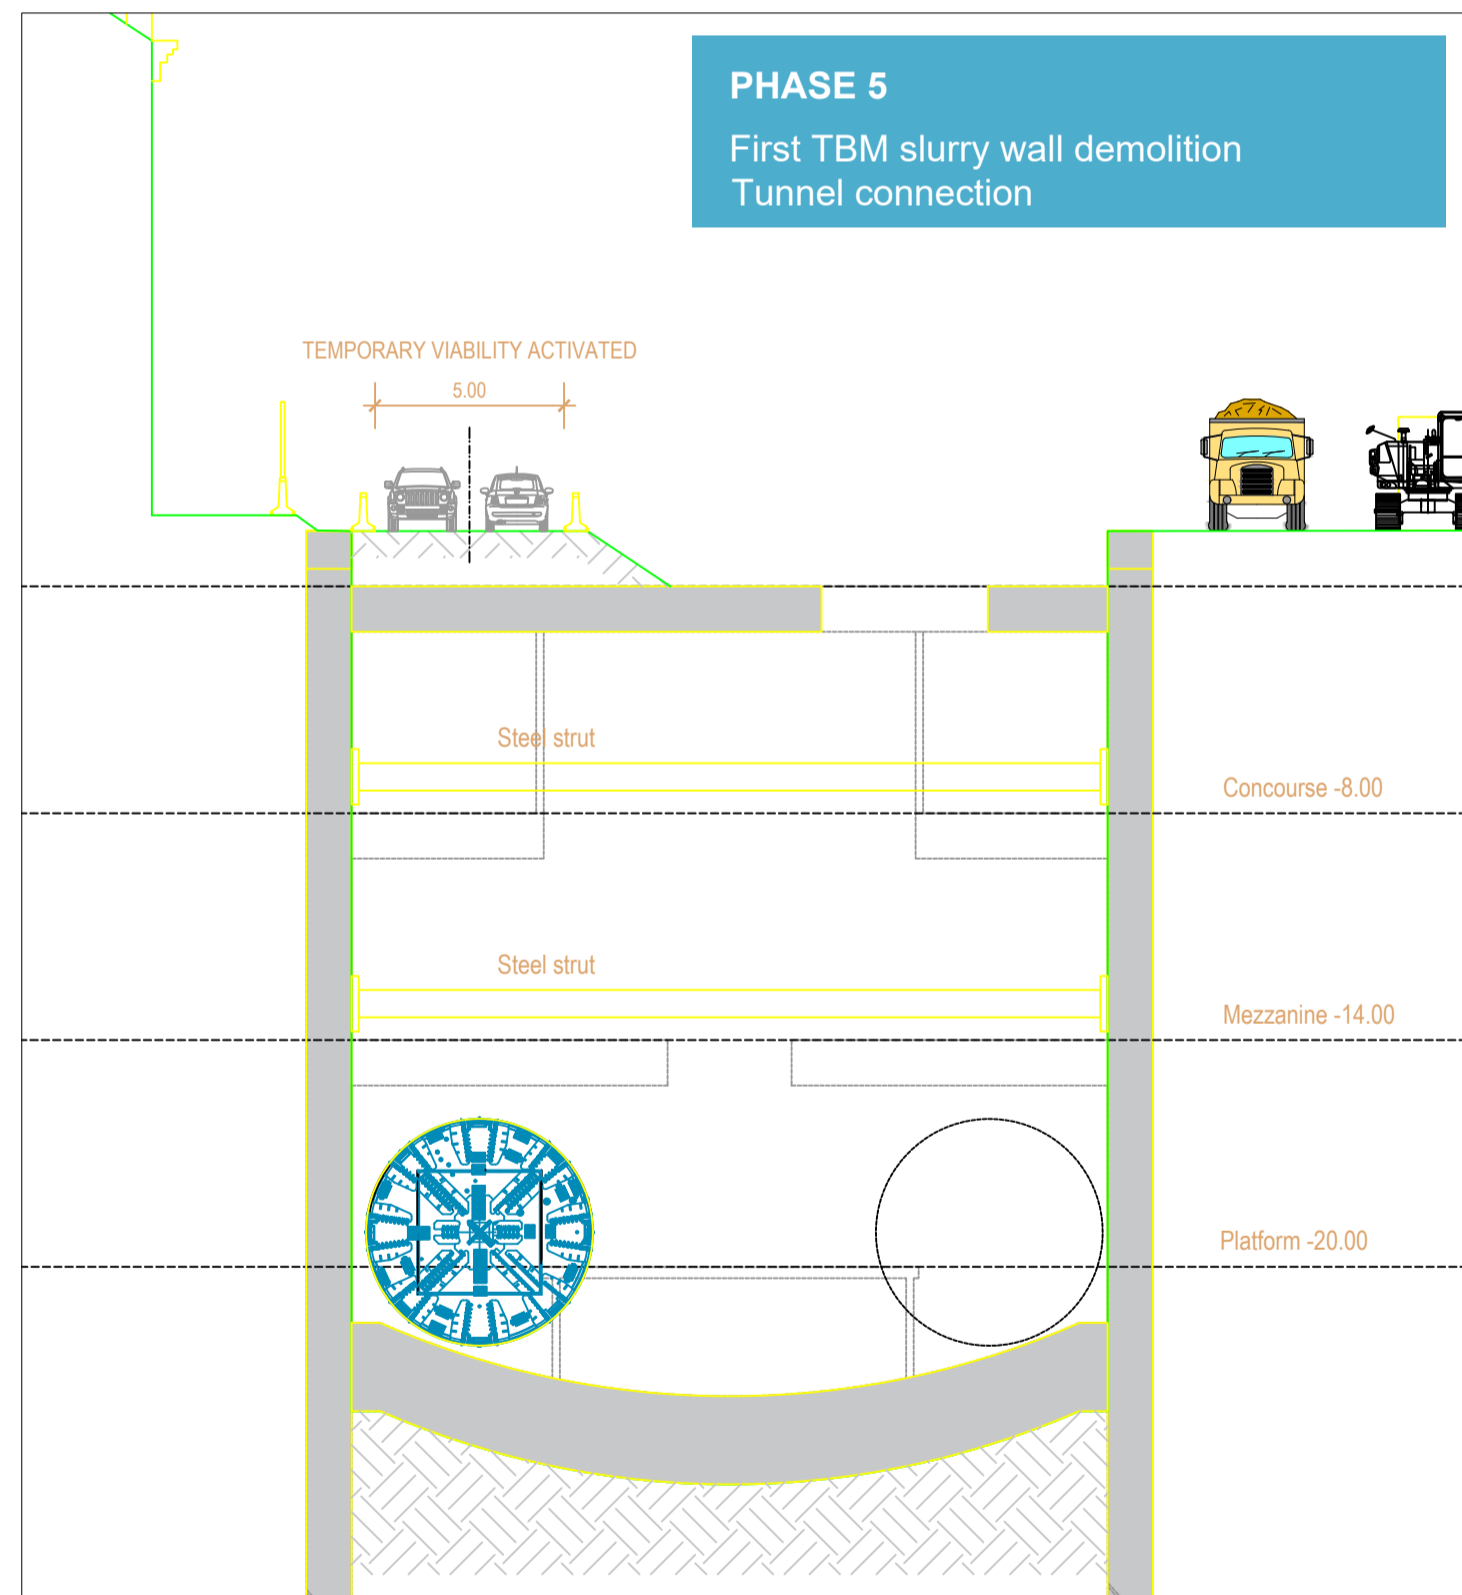 PHASE 5
First TBM slurry wall demolition
Tunnel connection
TEMPORARY VIABILITY ACTIVATED
5.00
Steel strut
Concourse -8.00
Steel strut
Mezzanine -14.00
Platform -20.00